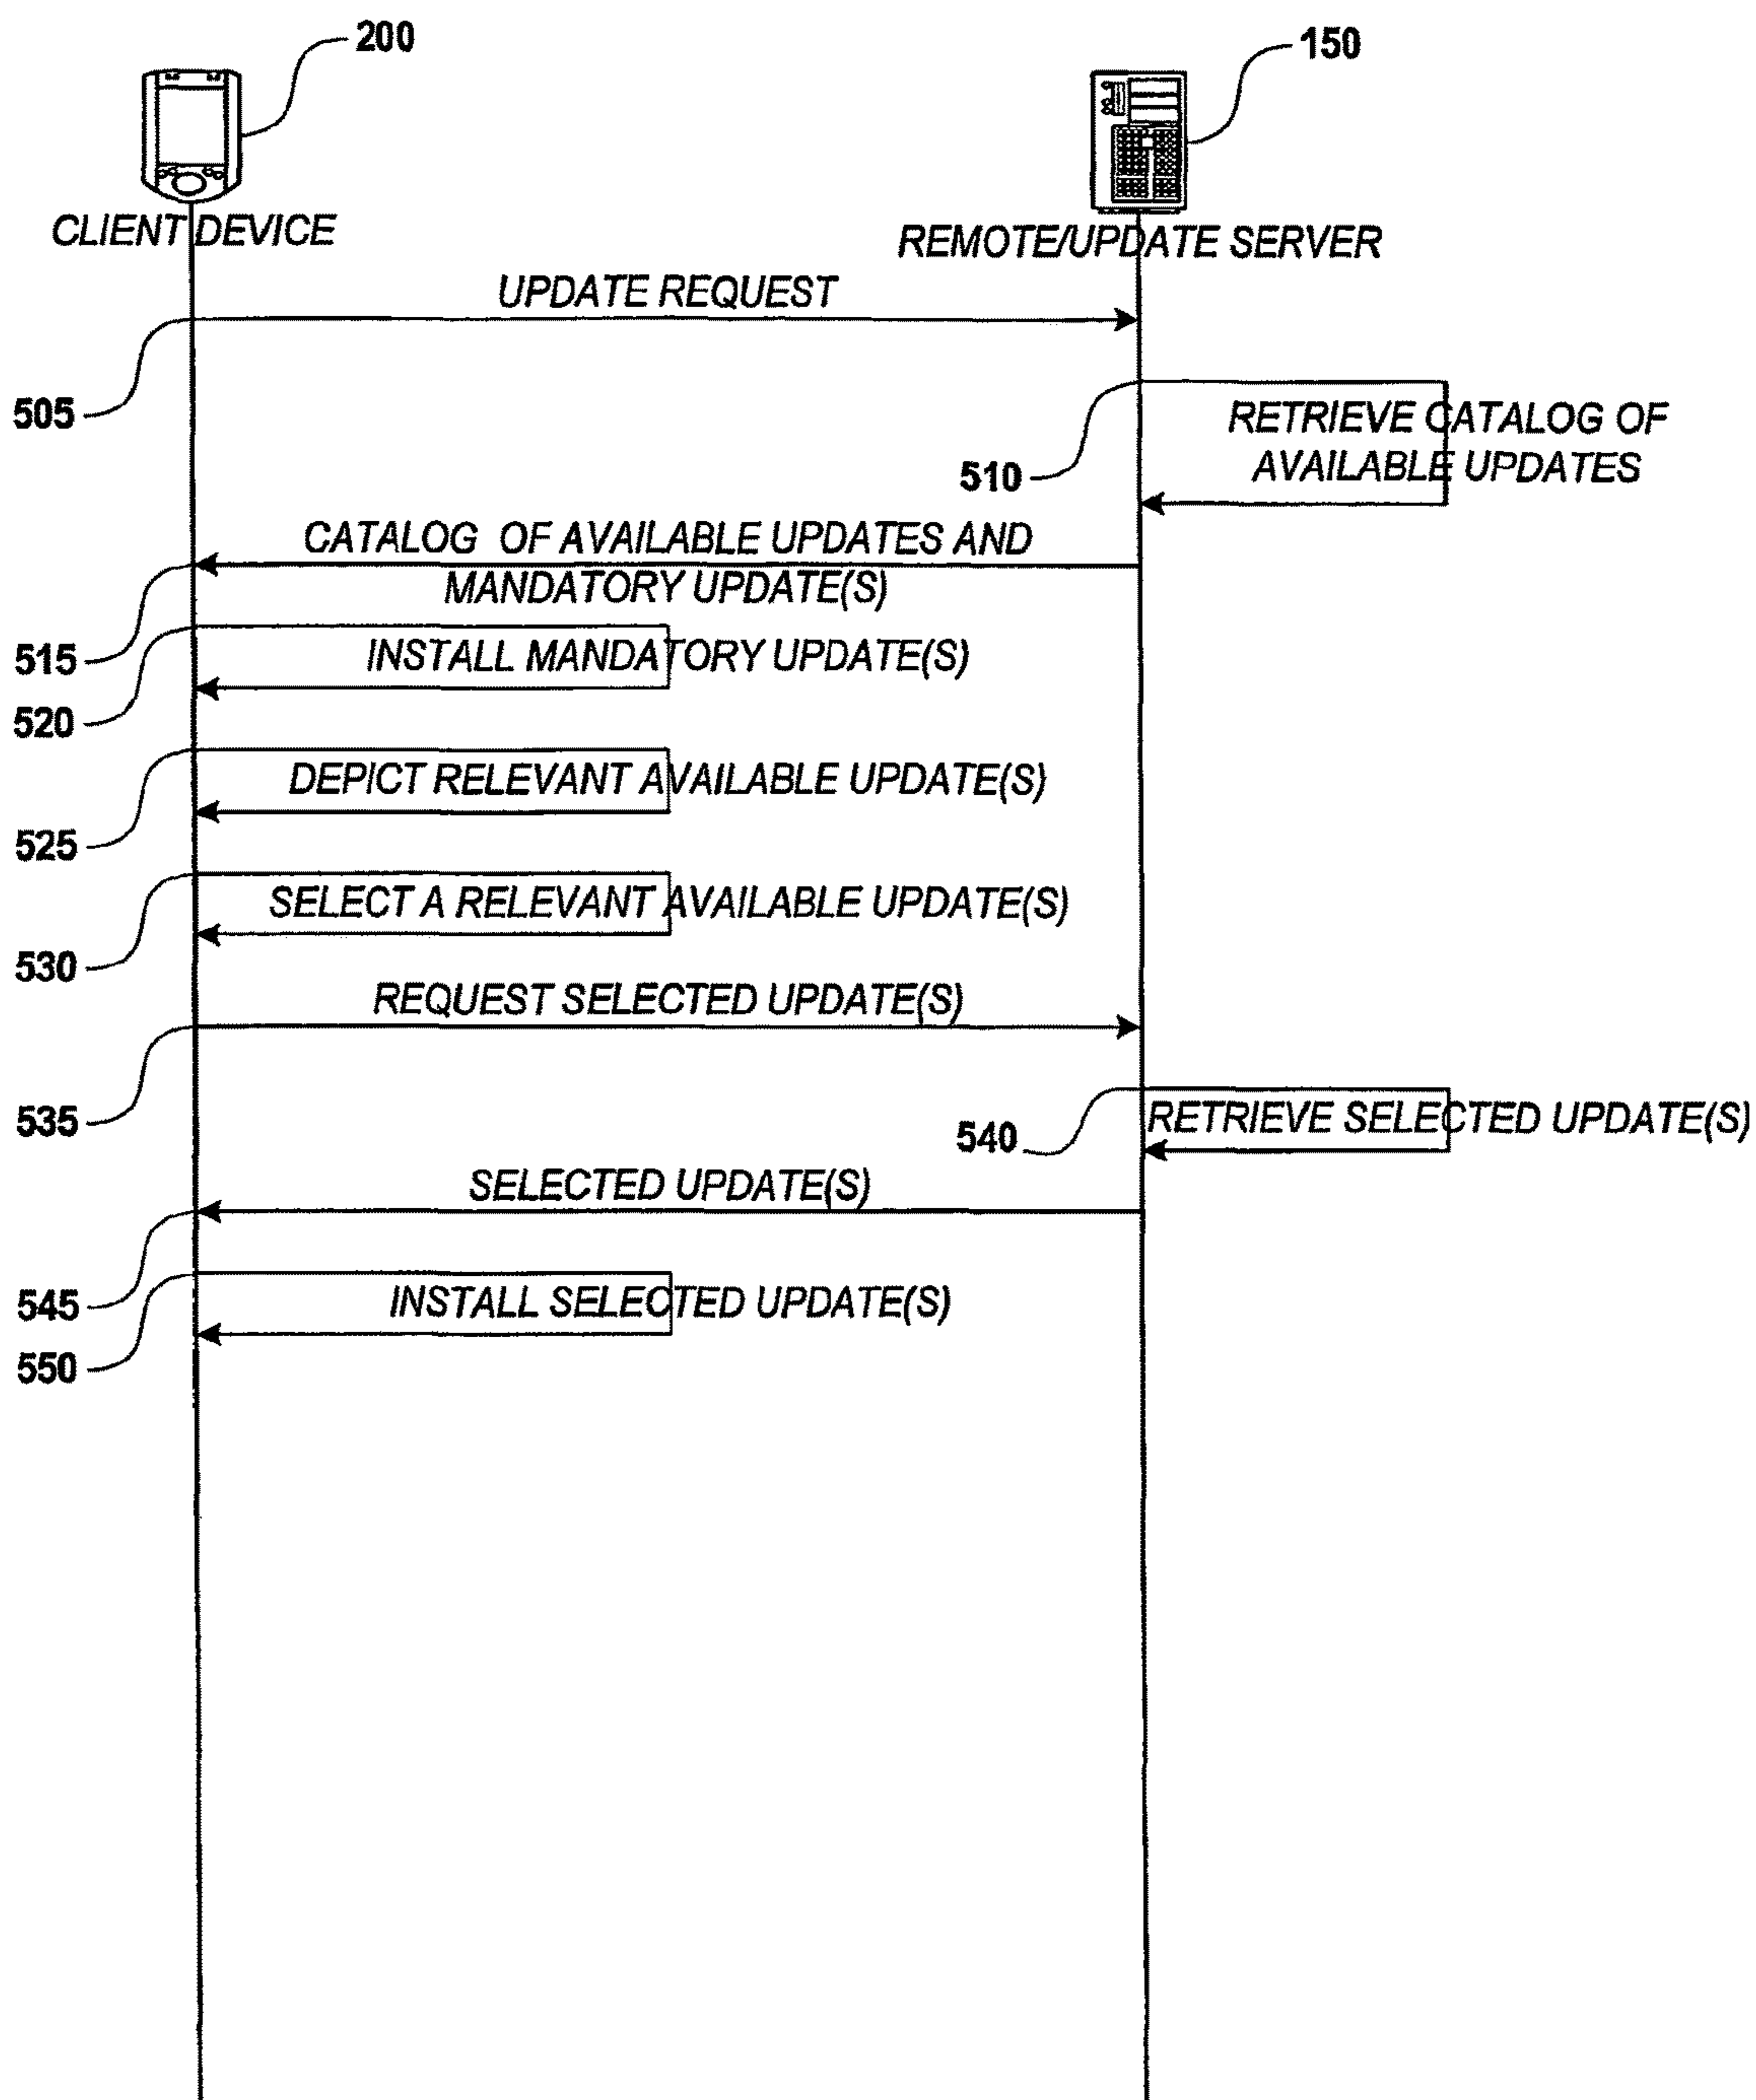 200
150
CLIENT DEVICE
REMOTE/UPDATE SERVER
UPDATE REQUEST
505
RETRIEVE CATALOG OF
AVAILABLE UPDATES
510
CATALOG OF AVAILABLE UPDATES AND
MANDATORY UPDATE(S)
515
INSTALL MANDATORY UPDATE(S)
520
DEPICT RELEVANT AVAILABLE UPDATE(S)
525
SELECT A RELEVANT AVAILABLE UPDATE(S)
530
REQUEST SELECTED UPDATE(S)
535
540
RETRIEVE SELECTED UPDATE(S)
SELECTED UPDATE(S)
545
INSTALL SELECTED UPDATE(S)
550